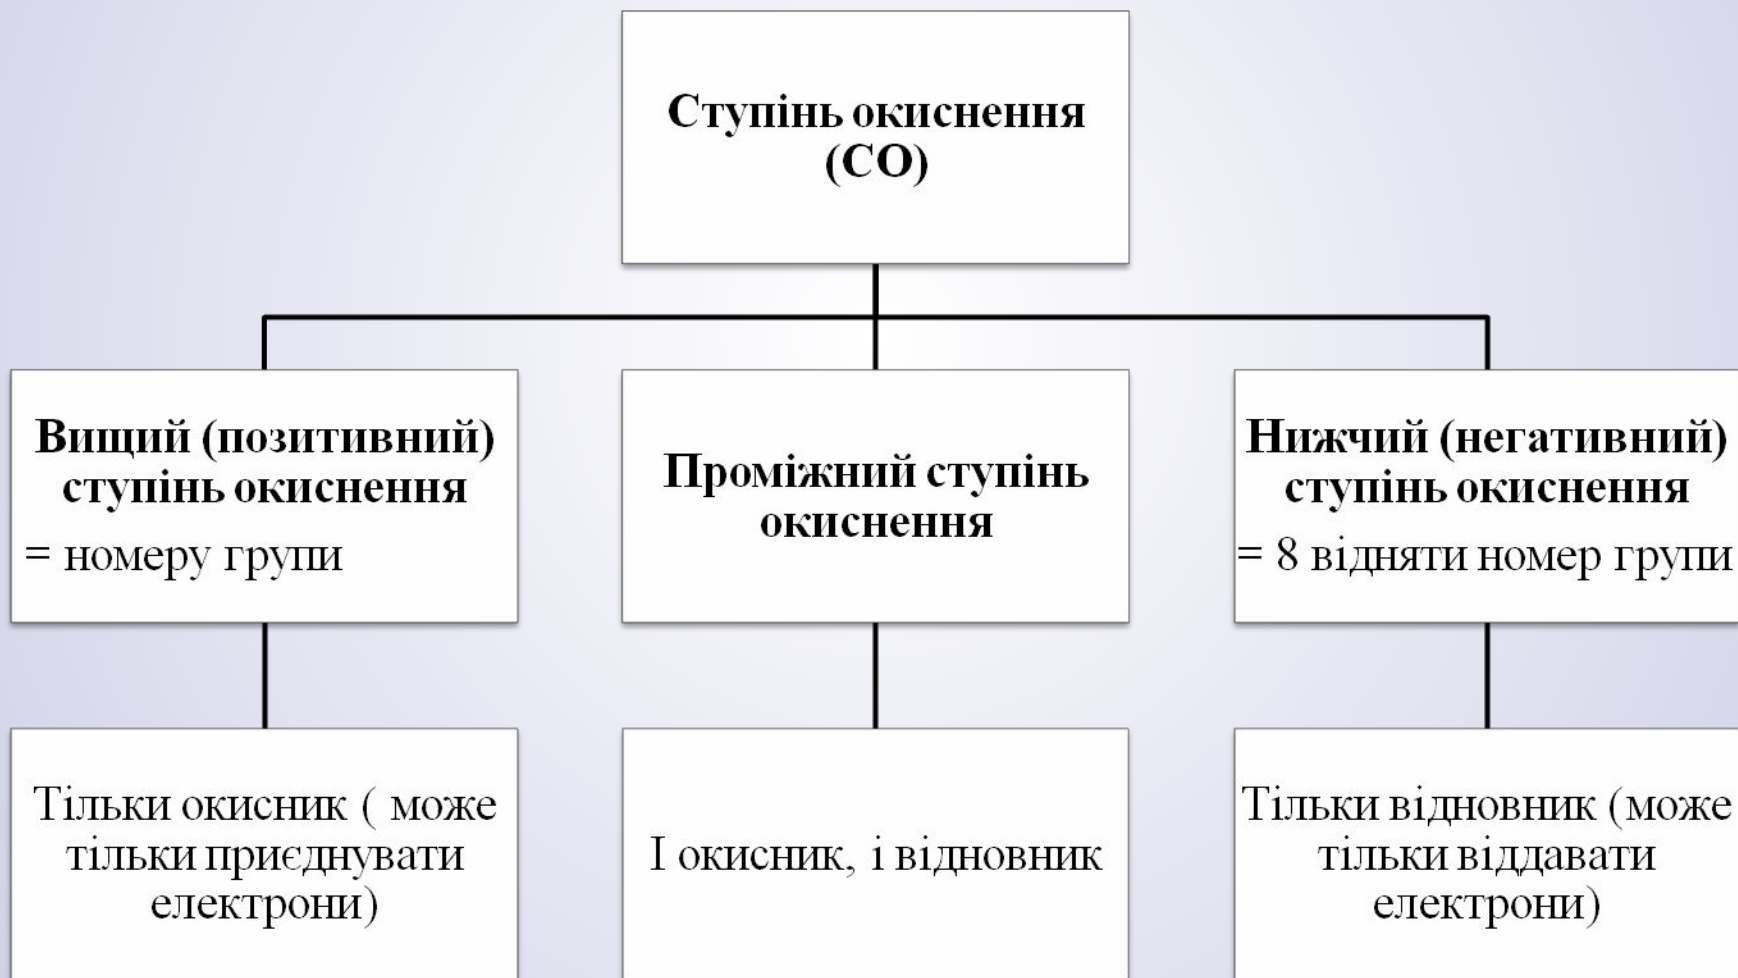 Ступінь окиснення
(СО)
Вищий (позитивний)
ступінь окиснення
= номеру групи
Проміжний ступінь
окиснення
Нижчий (негативний)
ступінь окиснення
= 8 відняти номер групи
Тільки окисник ( може
тільки приєднувати
електрони)
І окисник, і відновник
Тільки відновник (може
тільки віддавати
електрони)